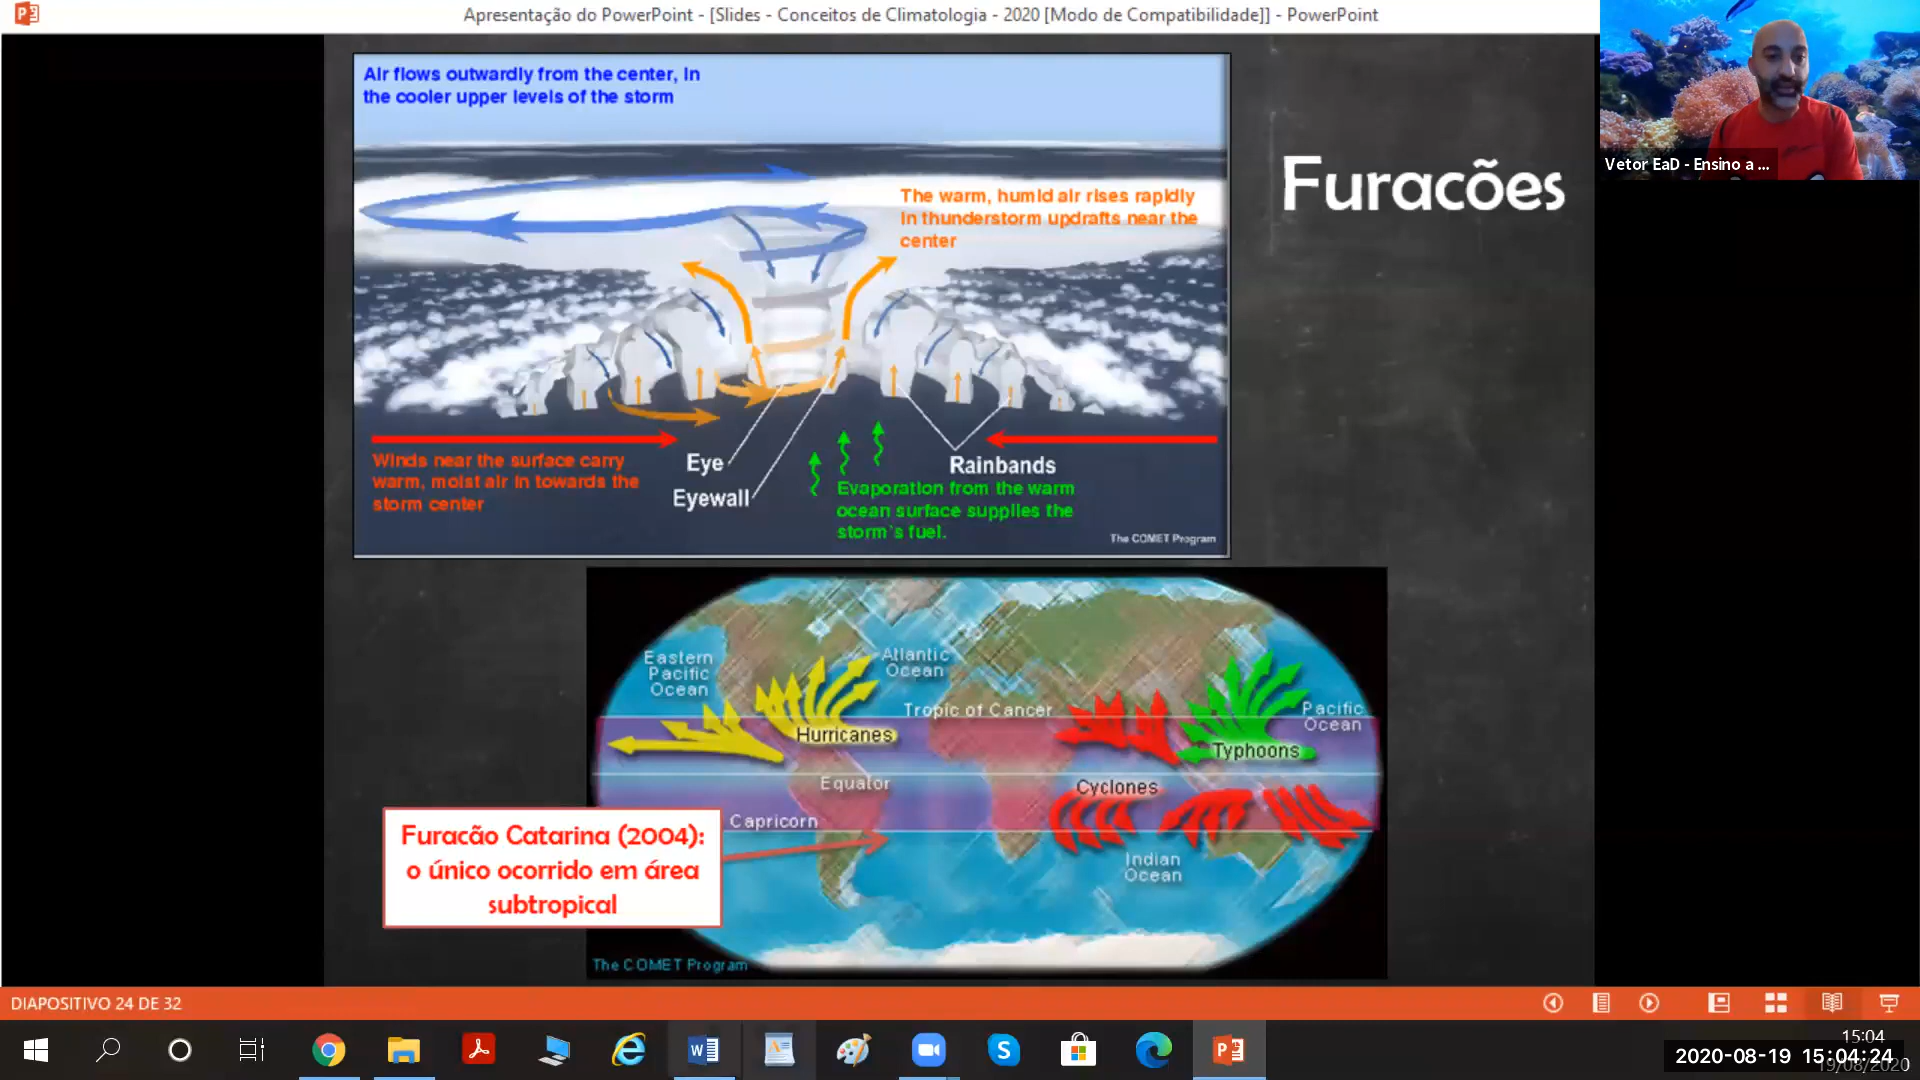 Apresentação do PowerPoint - [Slides - Conceitos de Climatologia - 2020 [Modo de Compatibilidade]] - PowerPoint
Vetor EaD - Ensino a ...
Furacões
Air flows outwardly from the center, in
the cooler upper levels of the storm
The warm, humid air rises rapidly
in thunderstorm updrafts near the
center
Winds near the surface carry
warm, moist air in towards the
storm center
Eye
Eyewall
Rainbands
Evaporation from the warm
ocean surface supplies the
storm's fuel.
The COMET Program
Eastern
Pacific
Ocean
Atlantic
Ocean
Tropic of Cancer
Pacific
Ocean
Hurricanes
Typhoons
Equator
Cyclones
Capricorn
Indian
Ocean
Furacão Catarina (2004):
o único ocorrido em área
subtropical
The COMET Program
DIAPOSITIVO 24 DE 32
15:04
2020-08-19 15:04:24
19/08/2020